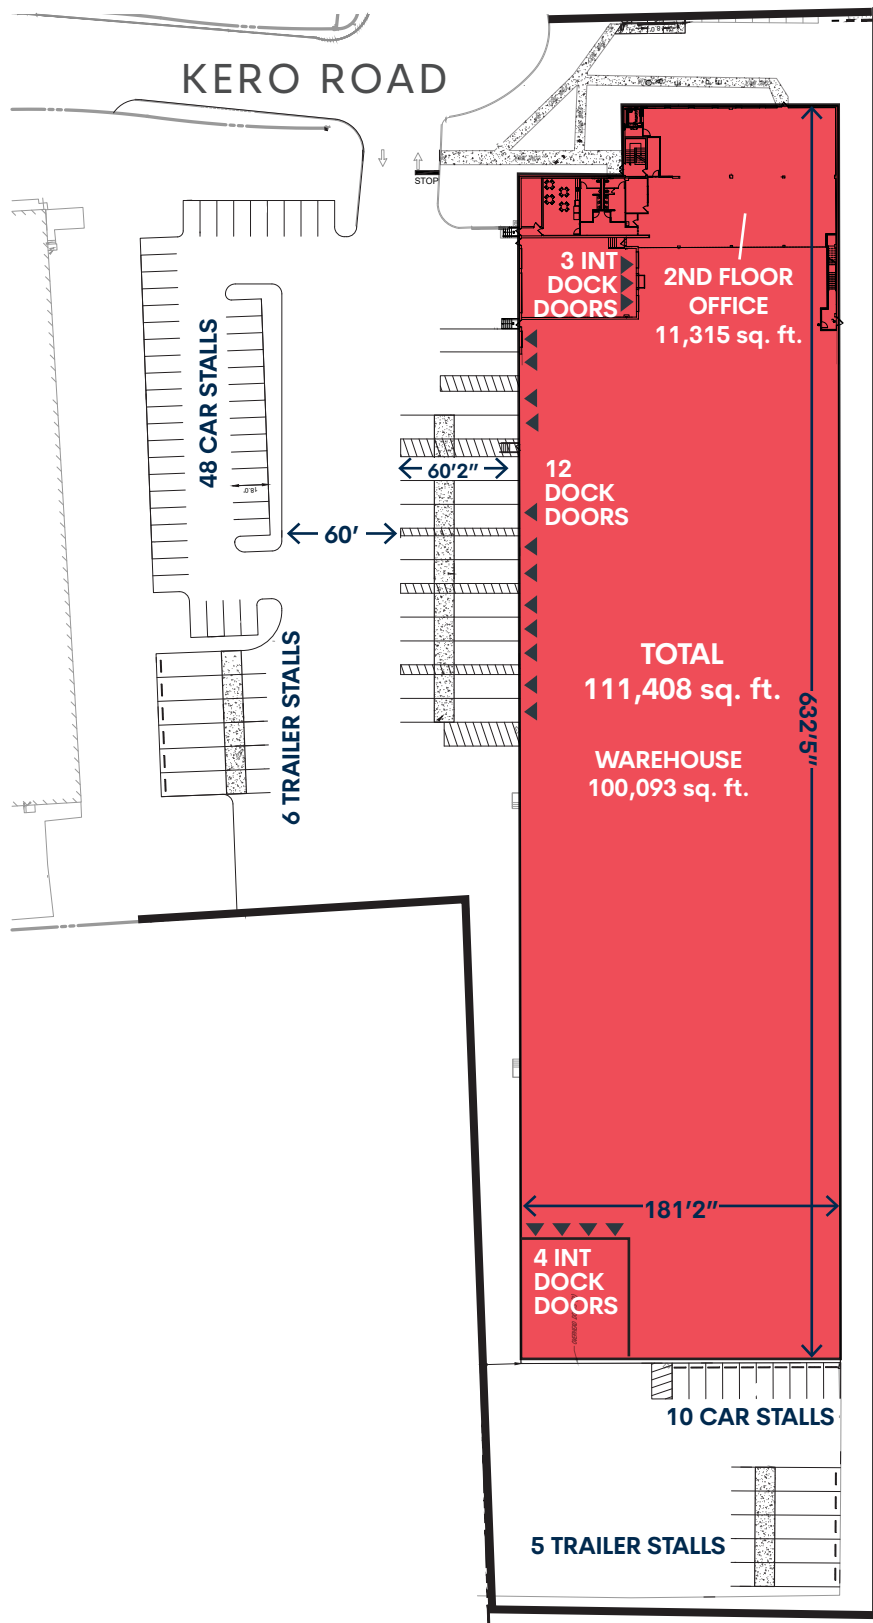 KERO ROAD
STOP
3 INT
DOCK
DOORS
2ND FLOOR
OFFICE
11,315 sq. ft.
48 CAR STALLS
18.0'
60'2"
12
DOCK
DOORS
60'
6 TRAILER STALLS
TOTAL
111,408 sq. ft.
632'5"
WAREHOUSE
100,093 sq. ft.
181'2"
4 INT
DOCK
DOORS
10 CAR STALLS
5 TRAILER STALLS